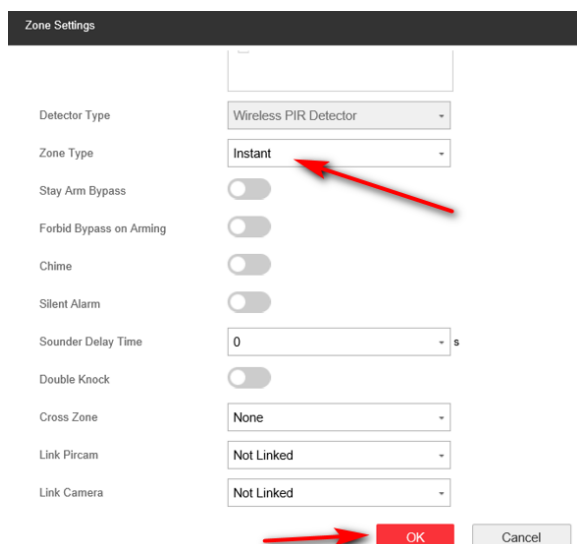 Zone Settings
Detector Type Wireless PIR Detector
Zone Type Instant
Stay Arm Bypass
Forbid Bypass on Arming
Chime
Silent Alarm
Sounder Delay Time 0 s
Double Knock
Cross Zone None
Link Pircam Not Linked
Link Camera Not Linked
OK Cancel